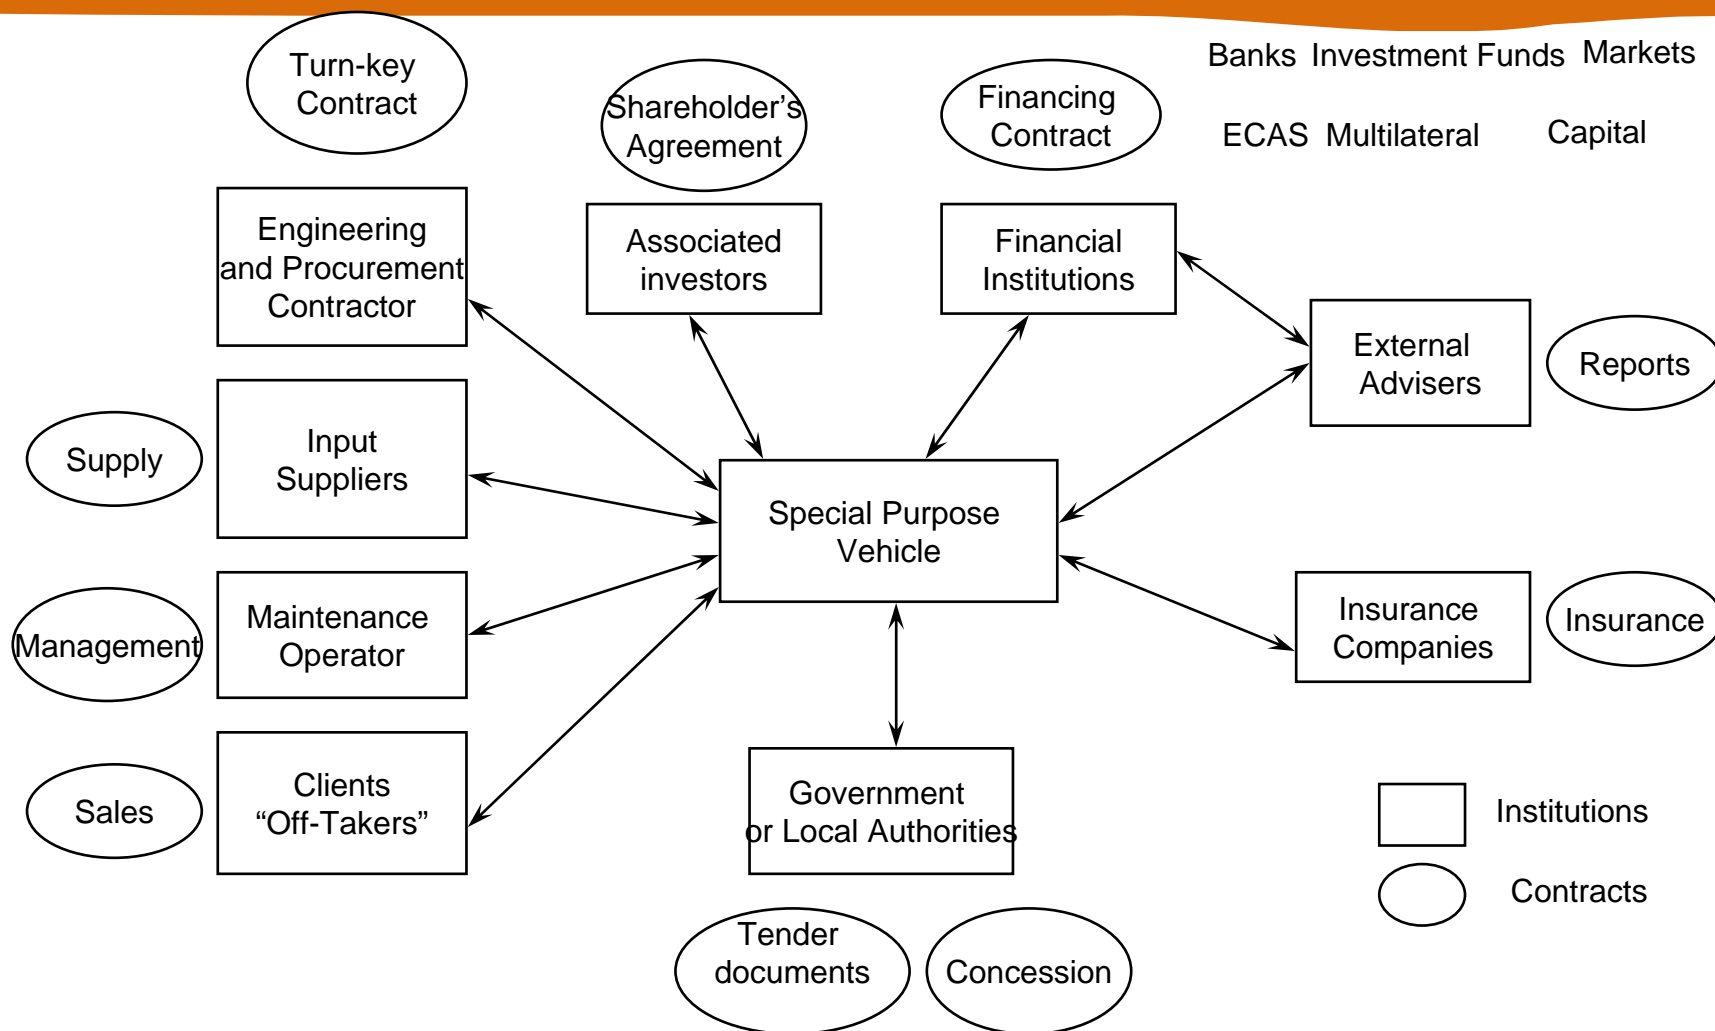 Turn-key
Contract
Shareholder’s
Agreement
Financing
Contract
Banks Investment Funds Markets
ECAS Multilateral Capital
Engineering
and Procurement
Contractor
Associated
investors
Financial
Institutions
External
Advisers
Reports
Supply
Input
Suppliers
Special Purpose
Vehicle
Management
Maintenance
Operator
Insurance
Companies
Insurance
Sales
Clients
“Off-Takers”
Government
or Local Authorities
Institutions
Contracts
Tender
documents
Concession